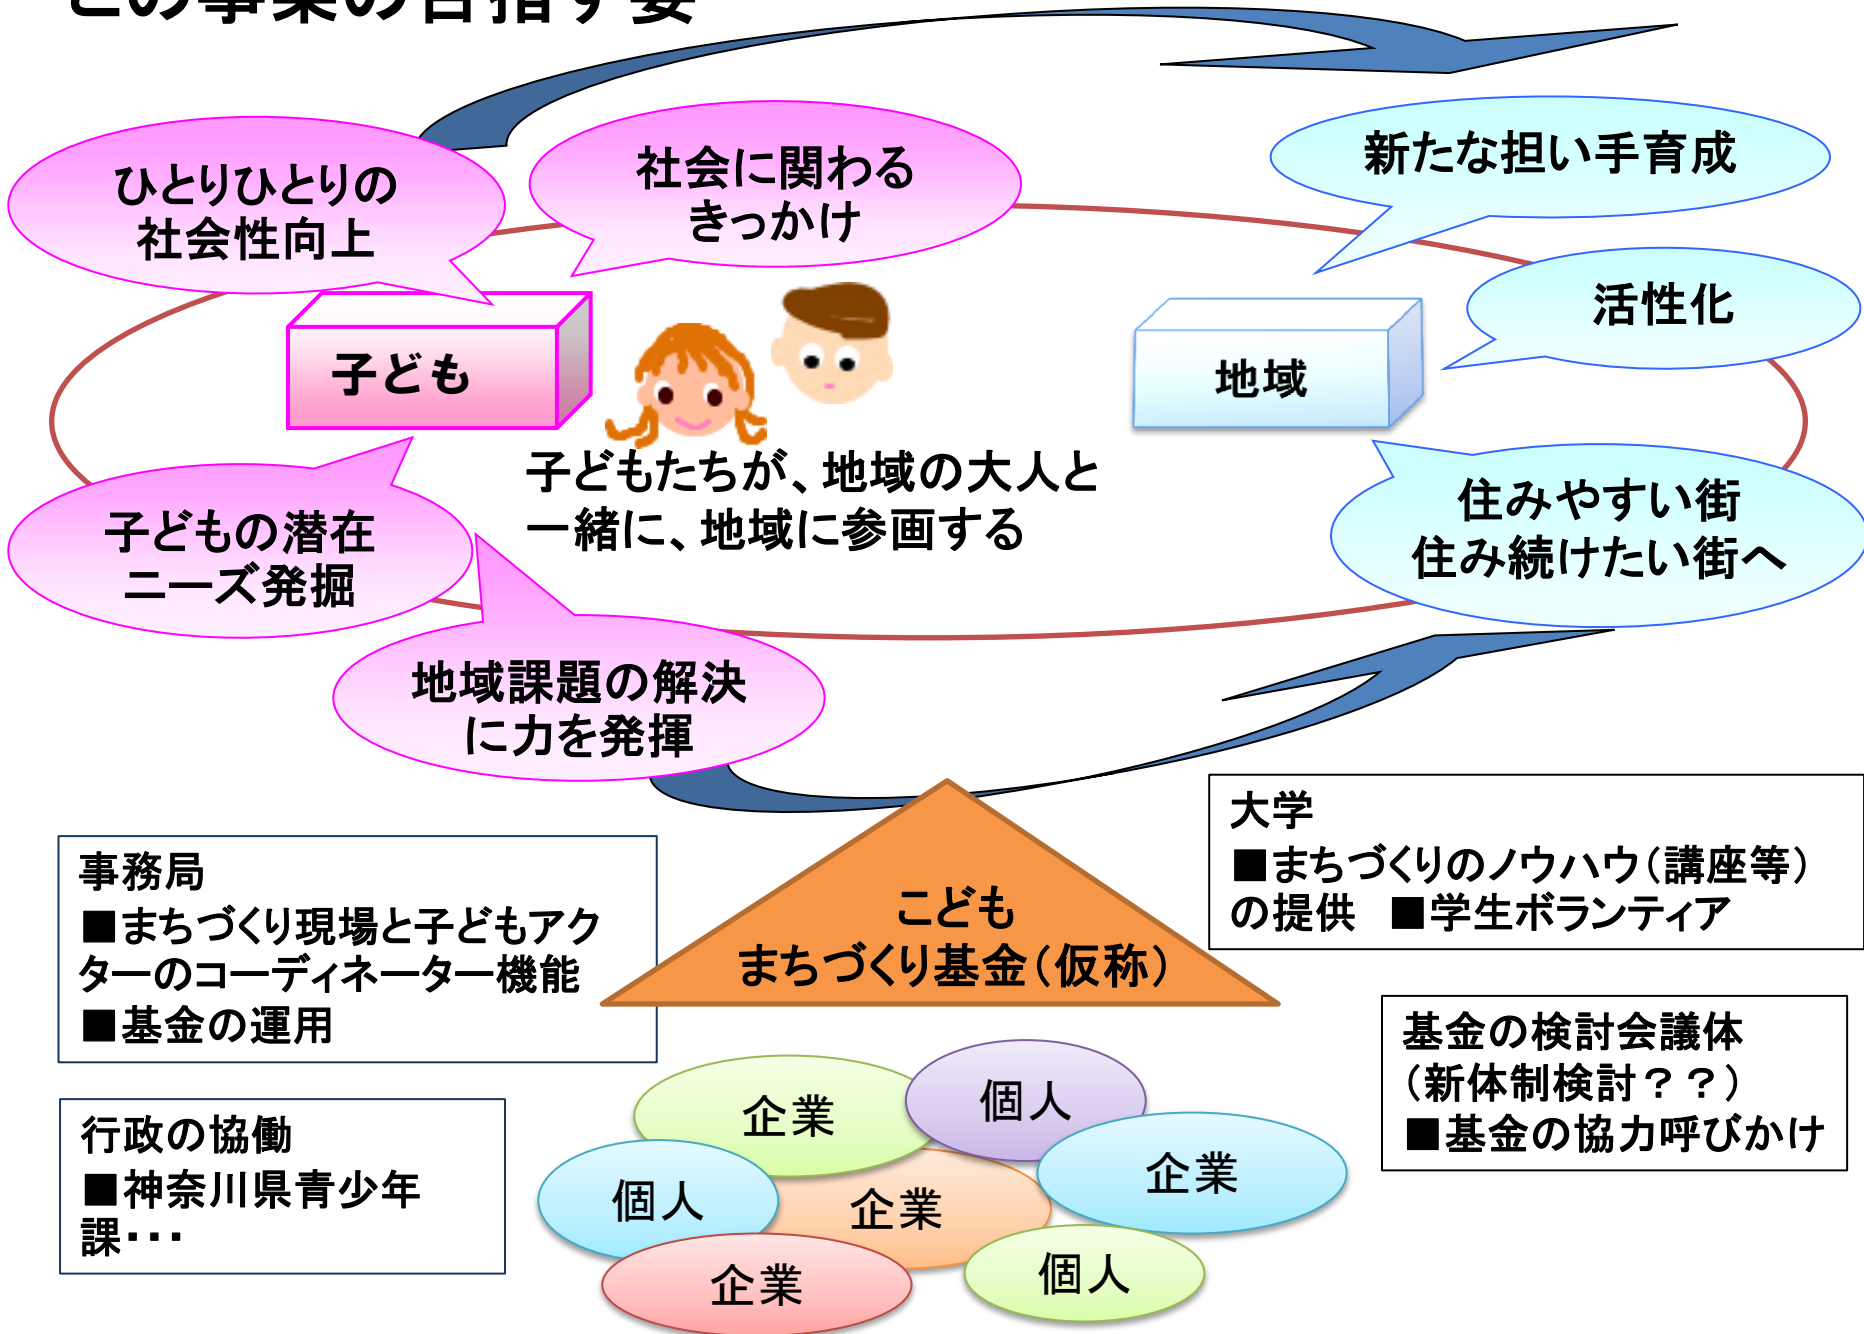 この事業の目指す姿
ひとりひとりの
社会性向上
社会に関わる
きっかけ
新たな担い手育成
活性化
子ども
地域
子どもたちが、地域の大人と
一緒に、地域に参画する
住みやすい街
住み続けたい街へ
子どもの潜在
ニーズ発掘
地域課題の解決
に力を発揮
大学
■まちづくりのノウハウ(講座等)
の提供 ■学生ボランティア
事務局
■まちづくり現場と子どもアク
ターのコーディネーター機能
■基金の運用
こども
まちづくり基金(仮称)
基金の検討会議体
(新体制検討??)
■基金の協力呼びかけ
行政の協働
■神奈川県青少年
課・・・
企業
個人
企業
個人
企業
企業
個人